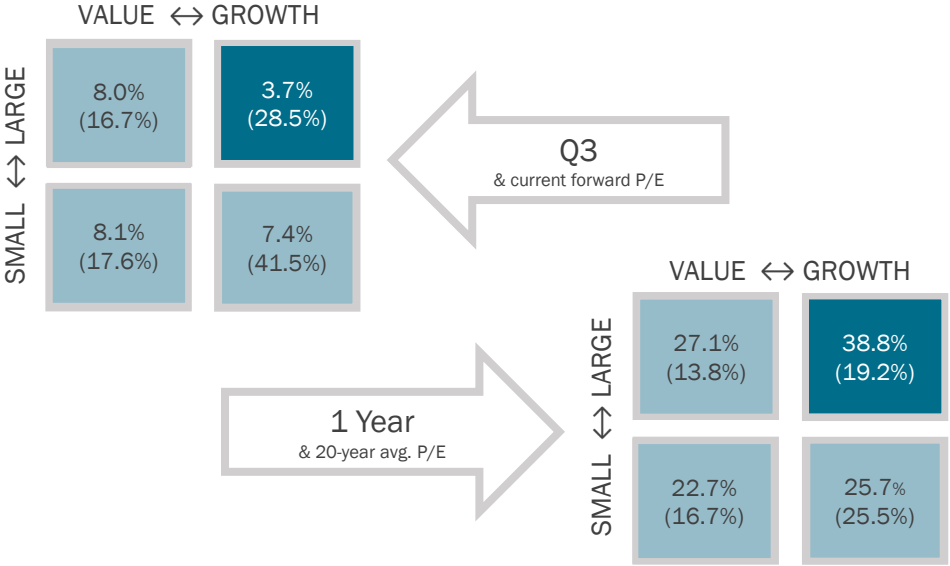 VALUE ↔ GROWTH
SMALL ↔ LARGE
8.0%
(16.7%)
3.7%
(28.5%)
8.1%
(17.6%)
7.4%
(41.5%)
Q3
& current forward P/E
VALUE ↔ GROWTH
SMALL ↔ LARGE
27.1%
(13.8%)
38.8%
(19.2%)
22.7%
(16.7%)
25.7%
(25.5%)
1 Year
& 20-year avg. P/E